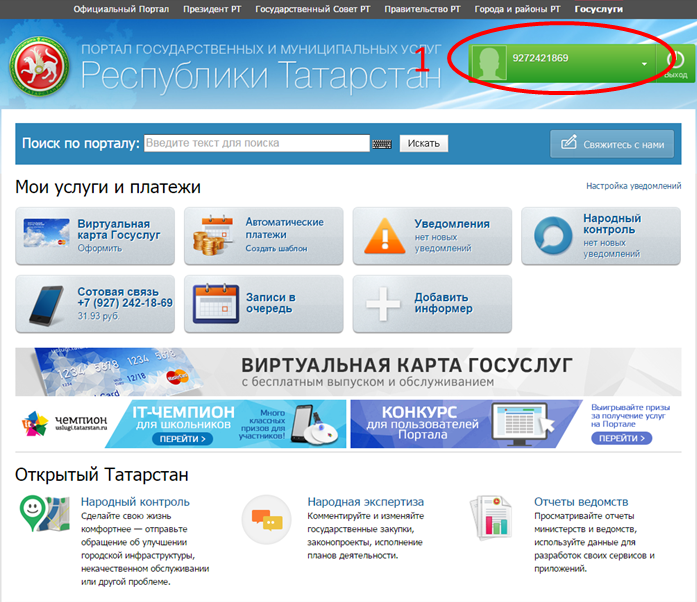 Официальный Портал Президент РТ Государственный Совет РТ Правительство РТ Города и районы РТ Госуслуги
ПОРТАЛ ГОСУДАРСТВЕННЫХ И МУНИЦИПАЛЬНЫХ УСЛУГ
Республики Татарстан
1
9272421869
Выход
Поиск по порталу:
Введите текст для поиска
Искать
Свяжитесь с нами
Мои услуги и платежи
Настройка уведомлений
Виртуальная
карта Госуслуг
Оформить
Автоматические
платежи
Создать шаблон
Уведомления
нет новых
уведомлений
Народный
контроль
нет новых
уведомлений
Сотовая связь
+7 (927) 242-18-69
31.93 руб.
Записи в
очередь
Добавить
информер
ВИРТУАЛЬНАЯ КАРТА ГОСУСЛУГ
с бесплатным выпуском и обслуживанием
чемпион
uslugi.tatarstan.ru
IT-ЧЕМПИОН
для школьников
ПЕРЕЙТИ >
Много
классных
призов для
участников!
КОНКУРС
для пользователей
Портала
Выигрывайте призы
за получение услуг
на Портале
ПЕРЕЙТИ >
Открытый Татарстан
Народный контроль
Сделайте свою жизнь
комфортнее — отправьте
обращение об улучшении
городской инфраструктуры,
некачественном обслуживании
или другой проблеме.
Народная экспертиза
Комментируйте и изменяйте
государственные закупки,
законопроекты, исполнение
планов деятельности.
Отчеты ведомств
Просматривайте отчеты
министерств и ведомств,
используйте данные для
разработок своих сервисов и
приложений.